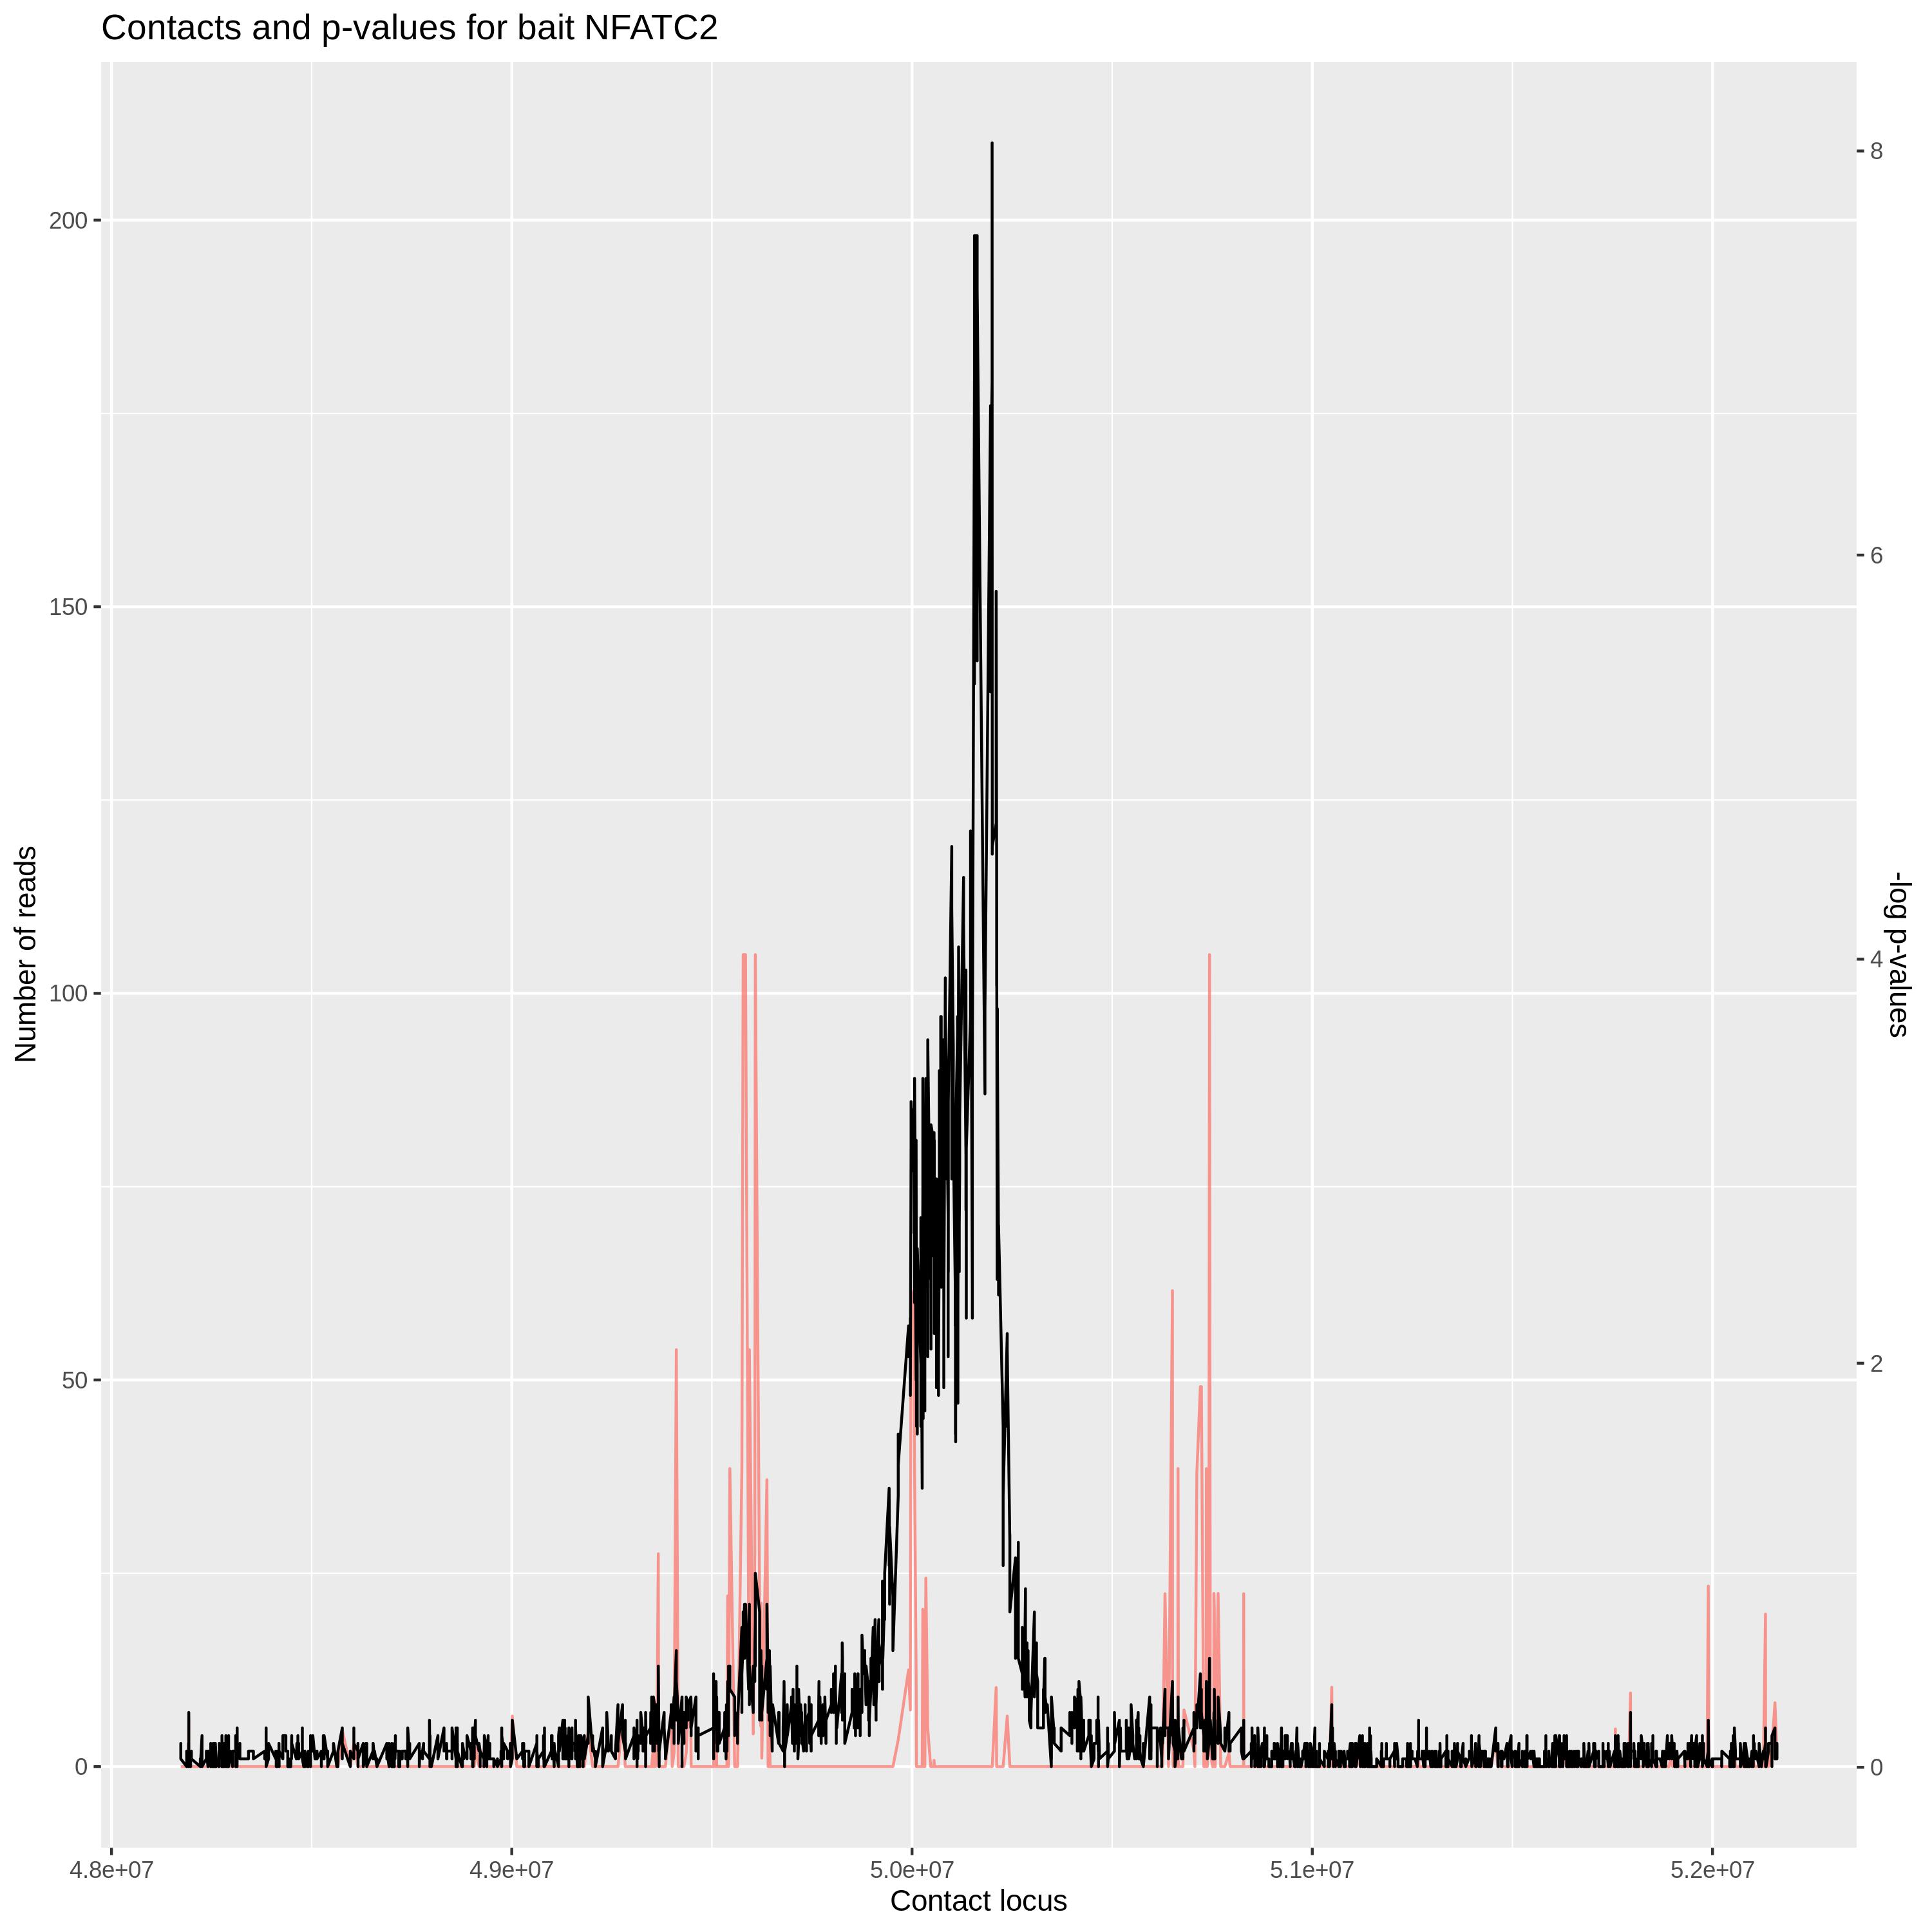 Contacts and p-values for bait NFATC2
200
150
100
50
0
Number of reads
8
6
4
2
0
-log p-values
4.8e+07
4.9e+07
5.0e+07
5.1e+07
5.2e+07
Contact locus